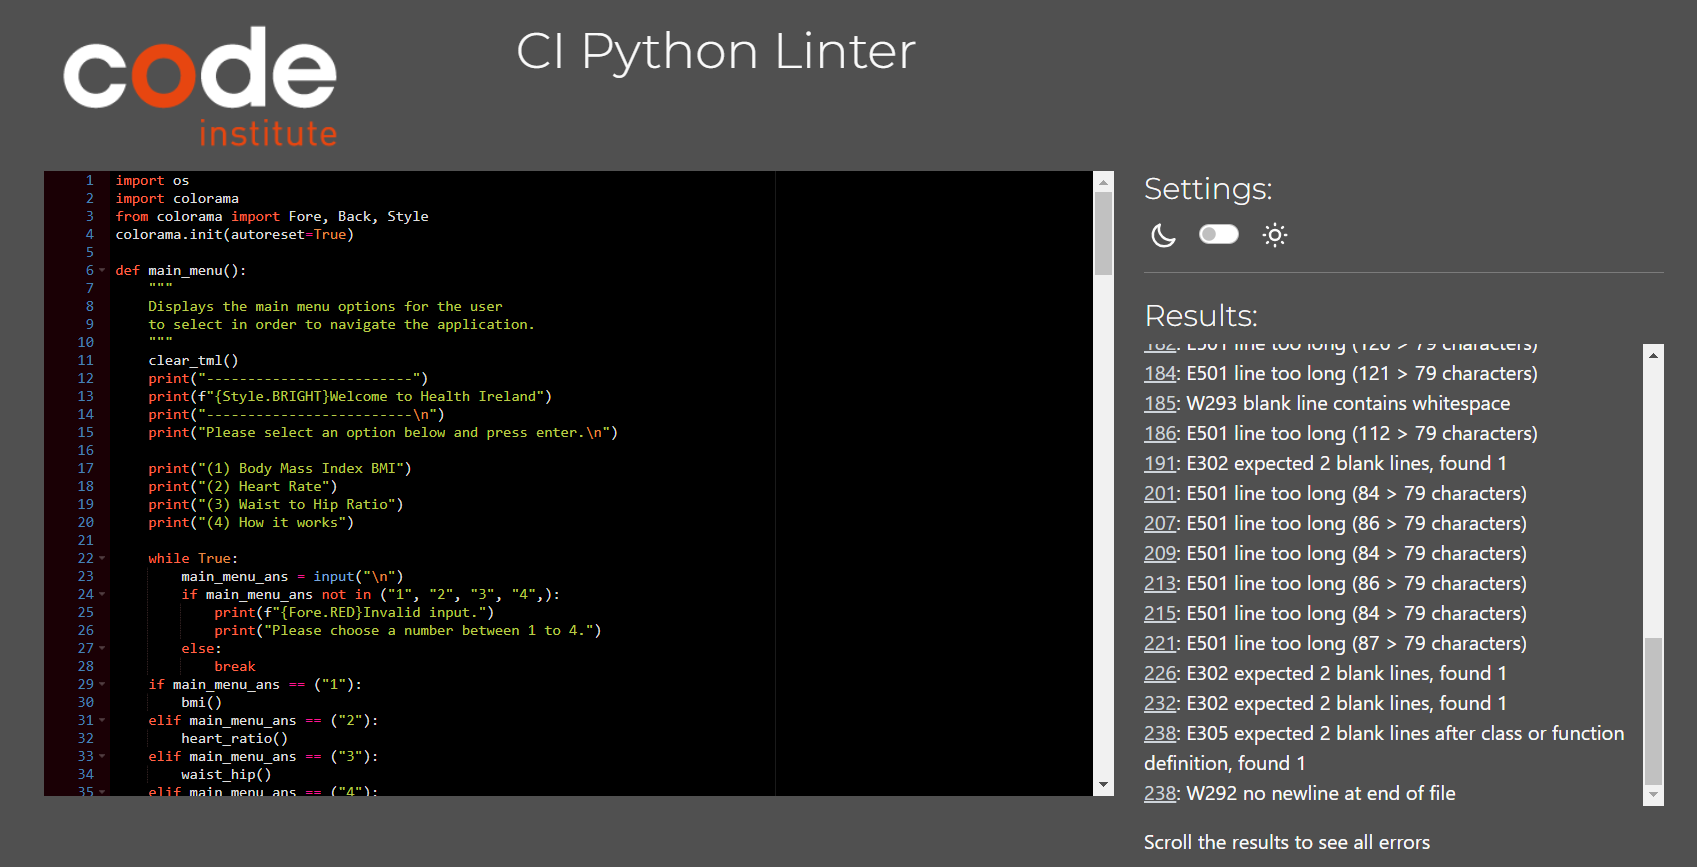 code
institute
CI Python Linter
1 import os
2 import colorama
3 from colorama import Fore, Back, Style
4 colorama.init(autoreset=True)
5
6 def main_menu():
7 """
8 Displays the main menu options for the user
9 to select in order to navigate the application.
10 """
11 clear_tml()
12 print("-------------------------")
13 print(f"{Style.BRIGHT}Welcome to Health Ireland")
14 print("-------------------------\n")
15 print("Please select an option below and press enter.\n")
16
17 print("(1) Body Mass Index BMI")
18 print("(2) Heart Rate")
19 print("(3) Waist to Hip Ratio")
20 print("(4) How it works")
21
22 while True:
23 main_menu_ans = input("\n")
24 if main_menu_ans not in ("1", "2", "3", "4",):
25 print(f"{Fore.RED}Invalid input.")
26 print("Please choose a number between 1 to 4.")
27 else:
28 break
29 if main_menu_ans == ("1"):
30 bmi()
31 elif main_menu_ans == ("2"):
32 heart_ratio()
33 elif main_menu_ans == ("3"):
34 waist_hip()
35 elif main_menu_ans == ("4"):
Settings:
Results:
182: E501 line too long (126 > 79 characters)
184: E501 line too long (121 > 79 characters)
185: W293 blank line contains whitespace
186: E501 line too long (112 > 79 characters)
191: E302 expected 2 blank lines, found 1
201: E501 line too long (84 > 79 characters)
207: E501 line too long (86 > 79 characters)
209: E501 line too long (84 > 79 characters)
213: E501 line too long (86 > 79 characters)
215: E501 line too long (84 > 79 characters)
221: E501 line too long (87 > 79 characters)
226: E302 expected 2 blank lines, found 1
232: E302 expected 2 blank lines, found 1
238: E305 expected 2 blank lines after class or function
definition, found 1
238: W292 no newline at end of file
Scroll the results to see all errors